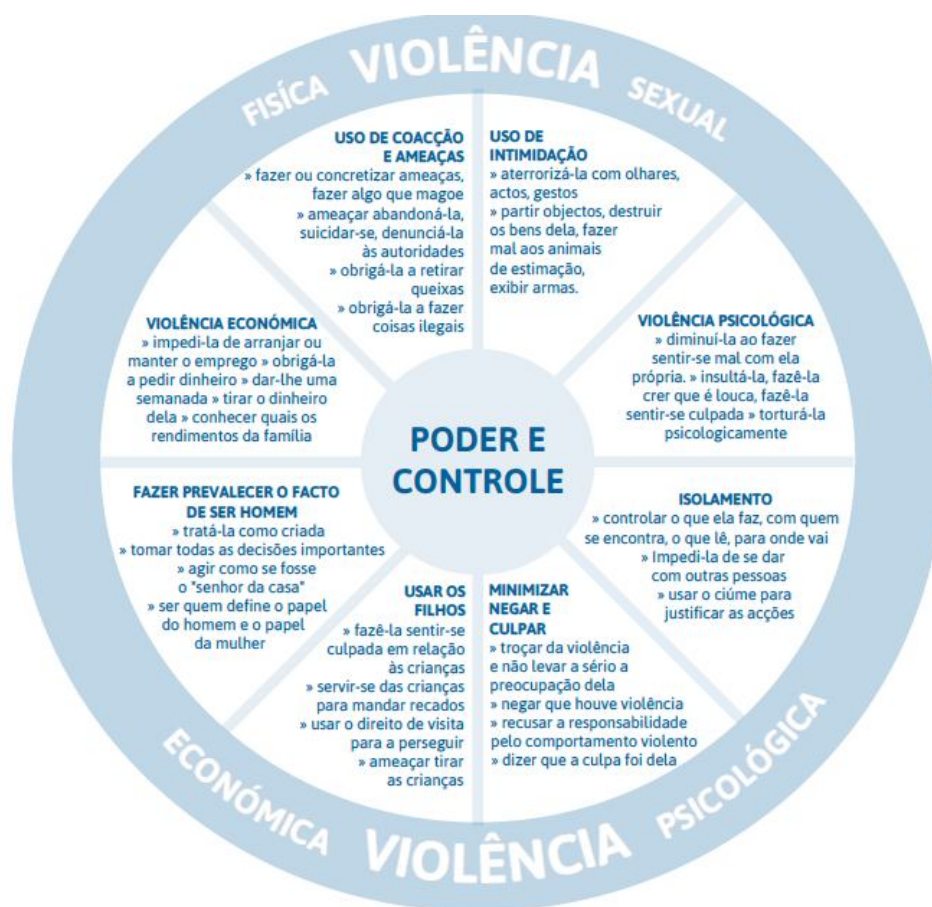 FISÍCA VIOLÊNCIA SEXUAL
USO DE COACÇÃO
E AMEAÇAS
» fazer ou concretizar ameaças,
fazer algo que magoe
» ameaçar abandoná-la,
suicidar-se, denunciá-la
às autoridades
» obrigá-la a retirar
queixas
» obrigá-la a fazer
coisas ilegais
USO DE
INTIMIDAÇÃO
» aterrorizá-la com olhares,
actos, gestos
» partir objectos, destruir
os bens dela, fazer
mal aos animais
de estimação,
exibir armas.
VIOLÊNCIA ECONÓMICA
» impedi-la de arranjar ou
manter o emprego » obrigá-la
a pedir dinheiro » dar-lhe uma
semanada » tirar o dinheiro
dela » conhecer quais os
rendimentos da família
VIOLÊNCIA PSICOLÓGICA
» diminuí-la ao fazer
sentir-se mal com ela
própria. » insultá-la, fazê-la
crer que é louca, fazê-la
sentir-se culpada » torturá-la
psicologicamente
PODER E
CONTROLE
FAZER PREVALECER O FACTO
DE SER HOMEM
» tratá-la como criada
» tomar todas as decisões importantes
» agir como se fosse
o "senhor da casa"
» ser quem define o papel
do homem e o papel
da mulher
ISOLAMENTO
» controlar o que ela faz, com quem
se encontra, o que lê, para onde vai
» Impedi-la de se dar
com outras pessoas
» usar o ciúme para
justificar as acções
USAR OS
FILHOS
» fazê-la sentir-se
culpada em relação
às crianças
» servir-se das crianças
para mandar recados
» usar o direito de visita
para a perseguir
» ameaçar tirar
as crianças
MINIMIZAR
NEGAR E
CULPAR
» troçar da violência
e não levar a sério a
preocupação dela
» negar que houve violência
» recusar a responsabilidade
pelo comportamento violento
» dizer que a culpa foi dela
ECONÓMICA VIOLÊNCIA PSICOLÓGICA